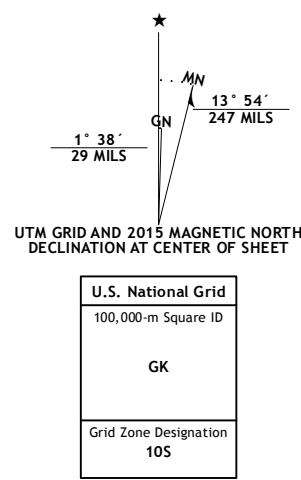 ★
MN
GN
13° 54´
247 MILS
1° 38´
29 MILS
UTM GRID AND 2015 MAGNETIC NORTH
DECLINATION AT CENTER OF SHEET
U.S. National Grid
100,000-m Square ID
GK
Grid Zone Designation
10S